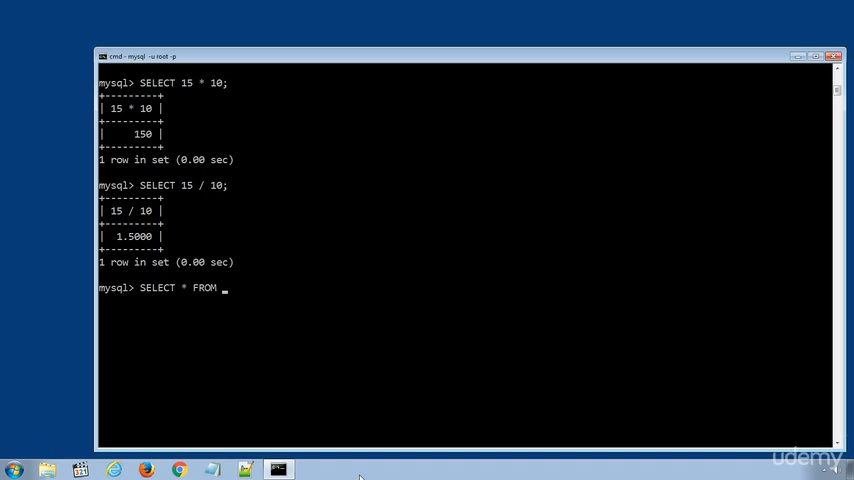 cmd - mysql -u root -p
mysql> SELECT 15 * 10;
+---------+
| 15 * 10 |
+---------+
|     150 |
+---------+
1 row in set (0.00 sec)
mysql> SELECT 15 / 10;
+---------+
| 15 / 10 |
+---------+
|  1.5000 |
+---------+
1 row in set (0.00 sec)
mysql> SELECT * FROM _
321
udemy